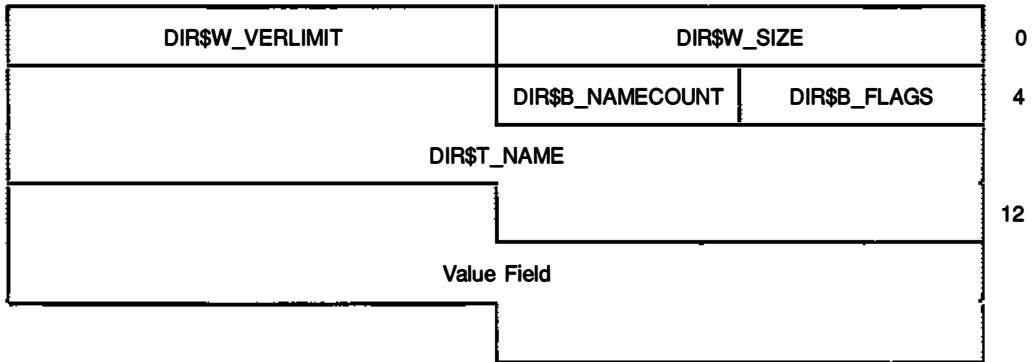 DIR$W_VERLIMIT DIR$W_SIZE 0
DIR$B_NAMECOUNT DIR$B_FLAGS 4
DIR$T_NAME
12
Value Field